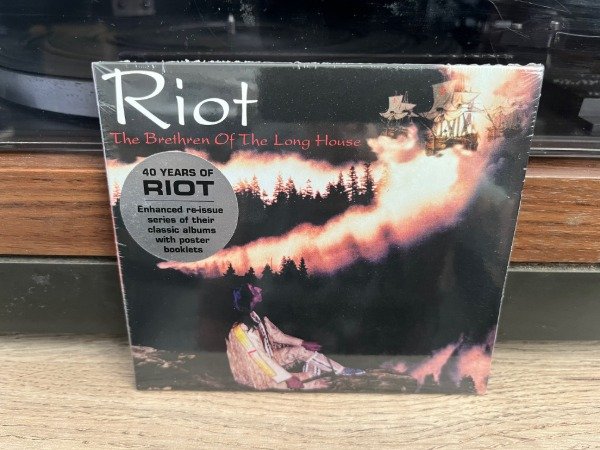 Riot
The Brethren Of The Long House
40 YEARS OF
RIOT
Enhanced re-issue
series of their
classic albums
with poster
booklets